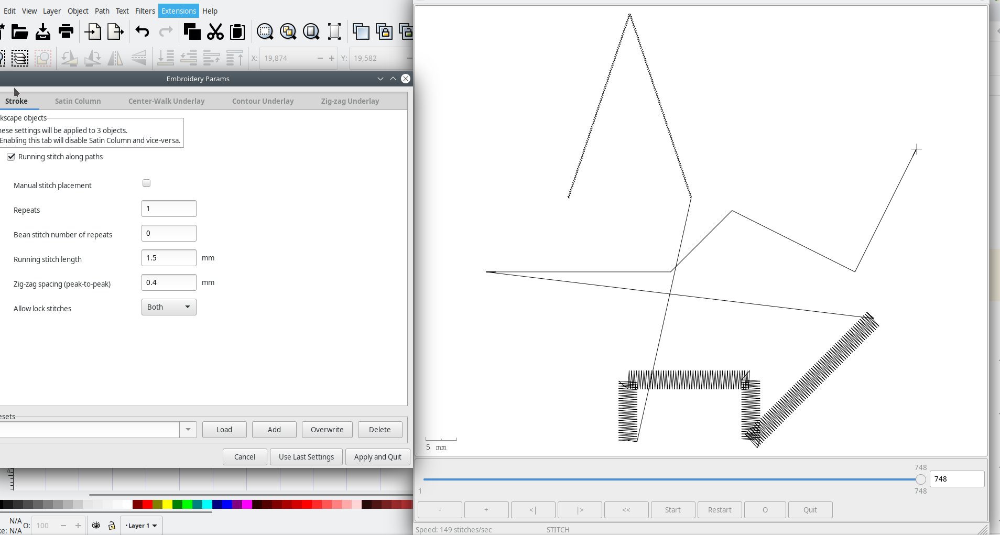 Edit View Layer Object Path Text Filters Extensions Help
X: 19,874 − + Y: 19,582 −
Embroidery Params
Stroke Satin Column Center-Walk Underlay Contour Underlay Zig-zag Underlay
kscape objects
hese settings will be applied to 3 objects.
Enabling this tab will disable Satin Column and vice-versa.
Running stitch along paths
Manual stitch placement
Repeats 1
Bean stitch number of repeats 0
Running stitch length 1.5 mm
Zig-zag spacing (peak-to-peak) 0.4 mm
Allow lock stitches Both
esets
Load Add Overwrite Delete
Cancel Use Last Settings Apply and Quit
0
N/A O: 100 − + •Layer 1
ke: N/A
5 mm
748
748
1 748
- + <| |> << Start Restart O Quit
Speed: 149 stitches/sec STITCH